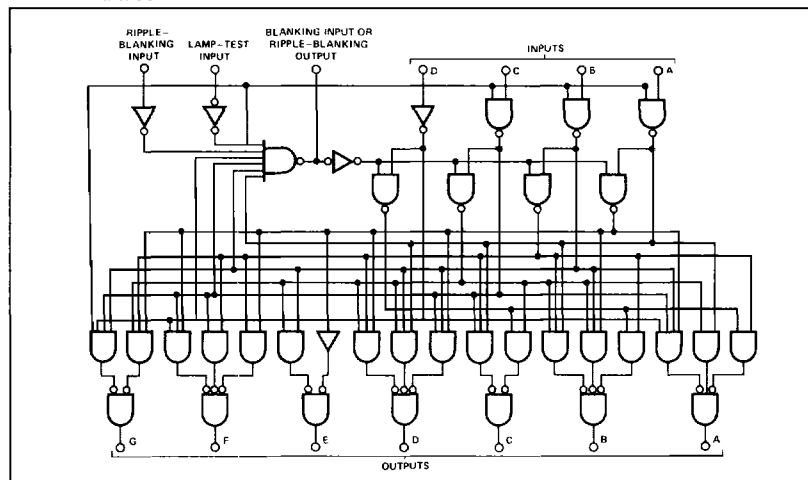 RIPPLE-
BLANKING
INPUT
LAMP-TEST
INPUT
BLANKING INPUT OR
RIPPLE-BLANKING
OUTPUT
INPUTS
D
C
B
A
G
F
E
D
C
B
A
OUTPUTS